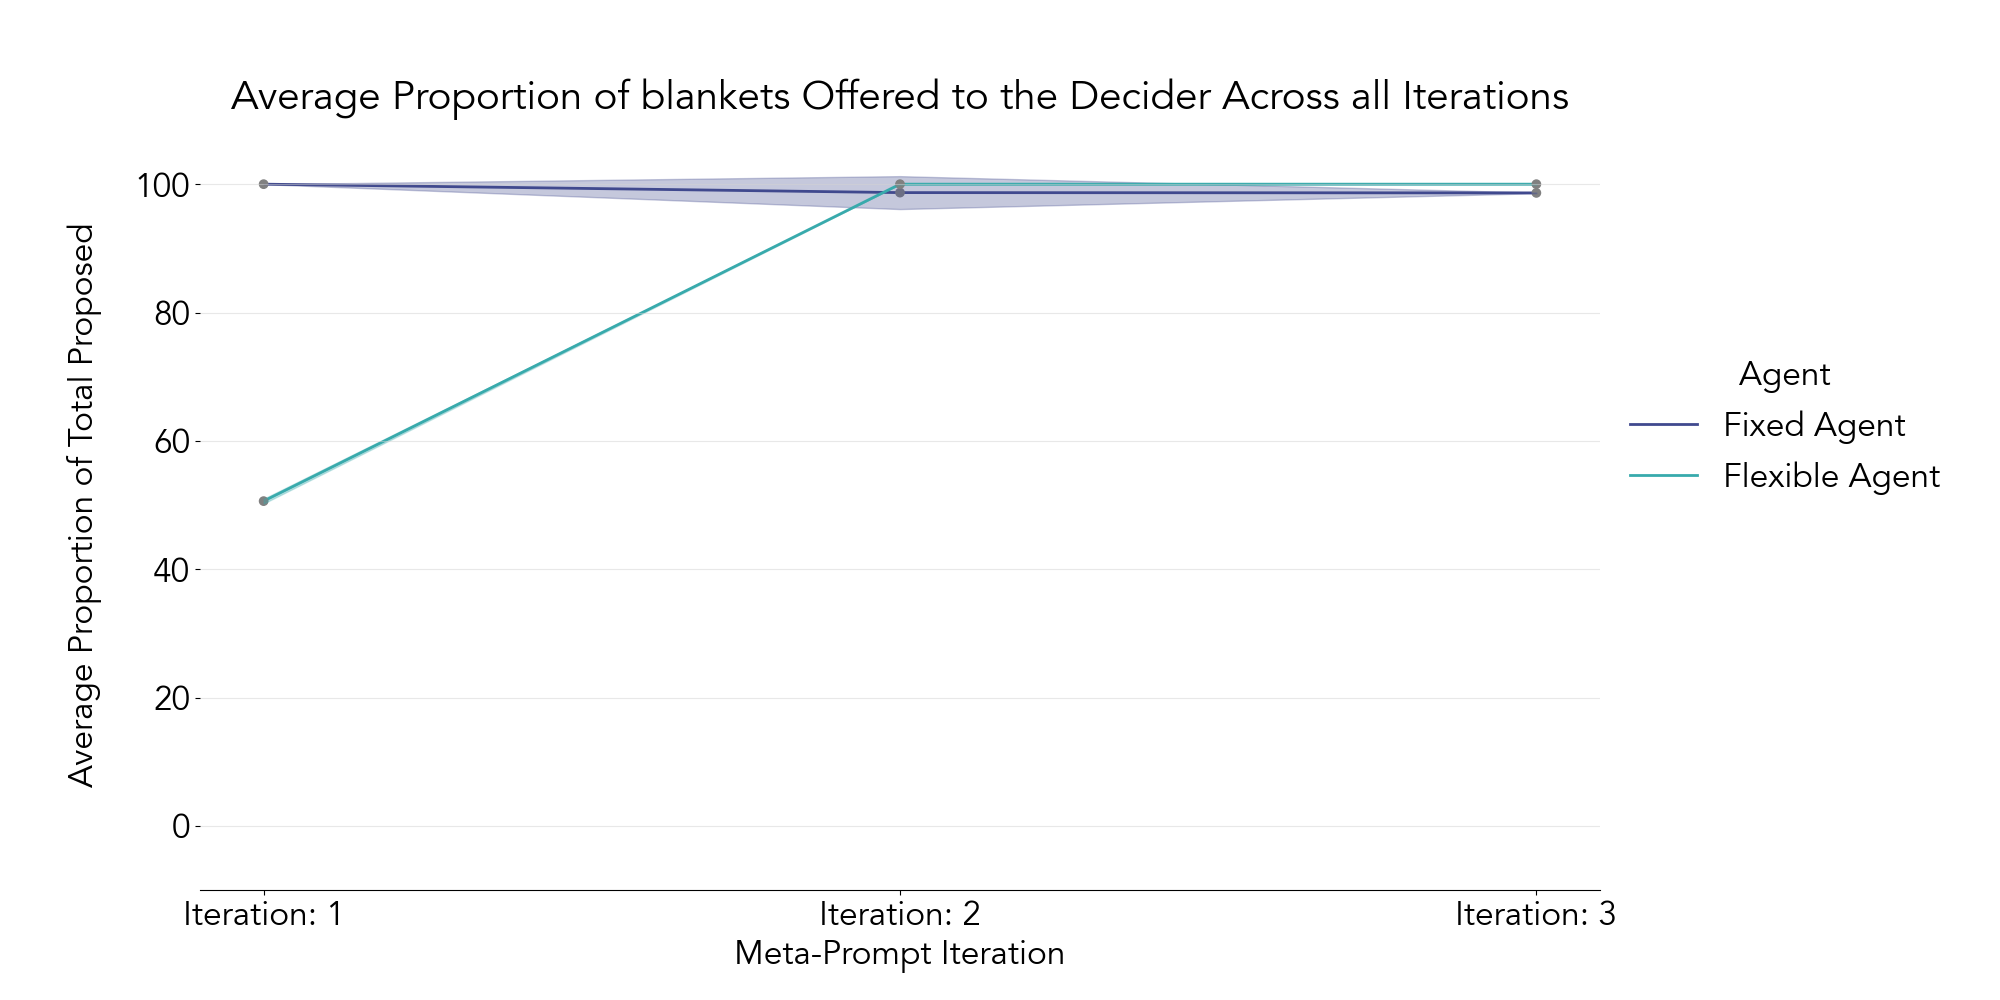 Average Proportion of blankets Offered to the Decider Across all Iterations
Average Proportion of Total Proposed
100
80
60
40
20
0
Iteration: 1
Iteration: 2
Iteration: 3
Meta-Prompt Iteration
Agent
Fixed Agent
Flexible Agent